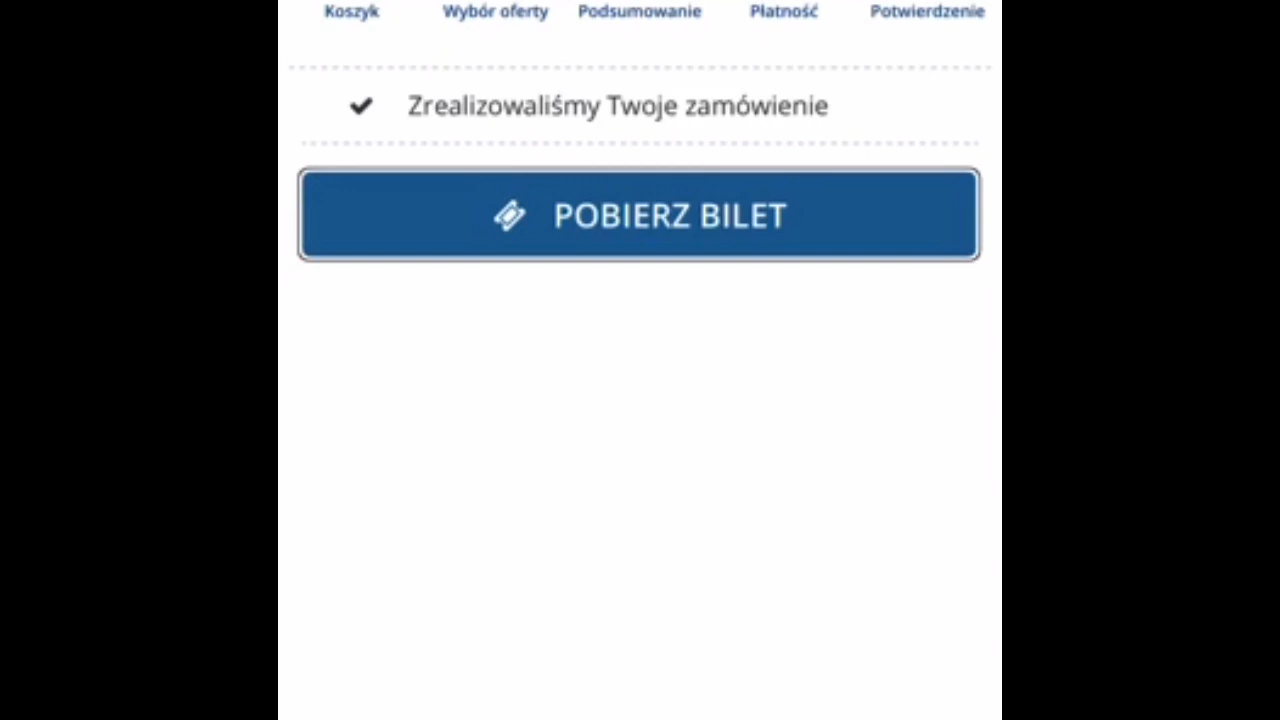 Koszyk Wybór oferty Podsumowanie Płatność Potwierdzenie
Zrealizowaliśmy Twoje zamówienie
POBIERZ BILET